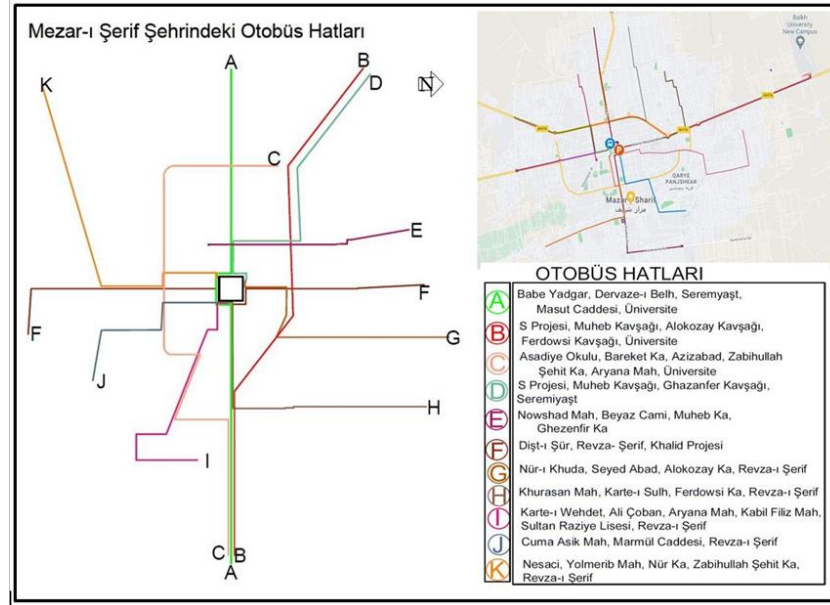 Mezar-ı Şerif Şehrindeki Otobüs Hatları
A
B
D
K
N
C
E
F
F
G
J
H
I
C
B
A
Balkh
University
New Campus
QARYE
PANJSHEAR
Mazar
Sharif
مزار شریف
OTOBÜS HATLARI
A Babe Yadgar, Dervaze-ı Belh, Seremyaşt,
Masut Caddesi, Üniversite
B S Projesi, Muheb Kavşağı, Alokozay Kavşağı,
Ferdowsi Kavşağı, Üniversite
C Asadiye Okulu, Bareket Ka, Azizabad, Zabihullah
Şehit Ka, Aryana Mah, Üniversite
D S Projesi, Muheb Kavşağı, Ghazanfer Kavşağı,
Seremiyaşt
E Nowshad Mah, Beyaz Cami, Muheb Ka,
Ghezenfir Ka
F Dişt-ı Şür, Revza- Şerif, Khalid Projesi
G Nür-ı Khuda, Seyed Abad, Alokozay Ka, Revza-ı Şerif
H Khurasan Mah, Karte-ı Sulh, Ferdowsi Ka, Revza-ı Şerif
I Karte-ı Wehdet, Ali Çoban, Aryana Mah, Kabil Filiz Mah,
Sultan Raziye Lisesi, Revza-ı Şerif
J Cuma Asik Mah, Marmül Caddesi, Revza-ı Şerif
K Nesaci, Yolmerib Mah, Nür Ka, Zabihullah Şehit Ka,
Revza-ı Şerif